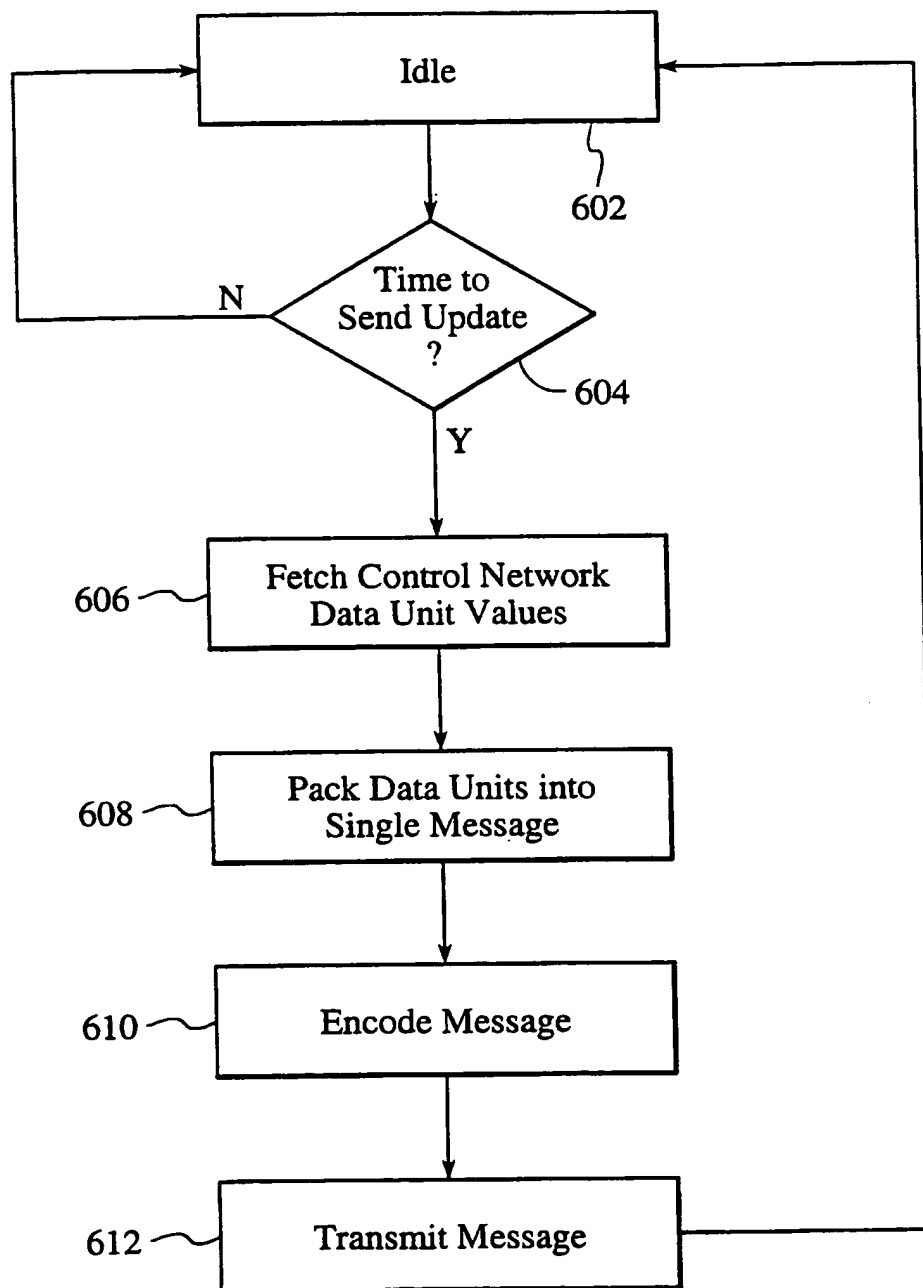 Idle
602
Time to
Send Update
?
604
N
Y
Fetch Control Network
Data Unit Values
606
Pack Data Units into
Single Message
608
Encode Message
610
Transmit Message
612